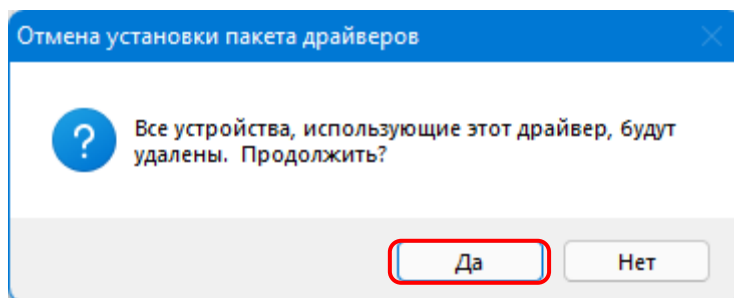 Отмена установки пакета драйверов
Все устройства, использующие этот драйвер, будут
удалены.  Продолжить?
Да
Нет